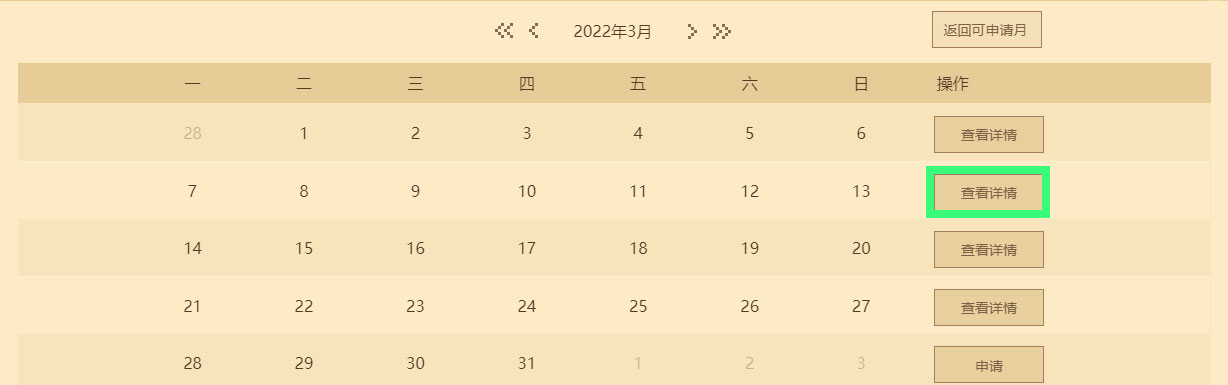 2022年3月 返回可申请月
一 二 三 四 五 六 日 操作
28 1 2 3 4 5 6 查看详情
7 8 9 10 11 12 13 查看详情
14 15 16 17 18 19 20 查看详情
21 22 23 24 25 26 27 查看详情
28 29 30 31 1 2 3 申请